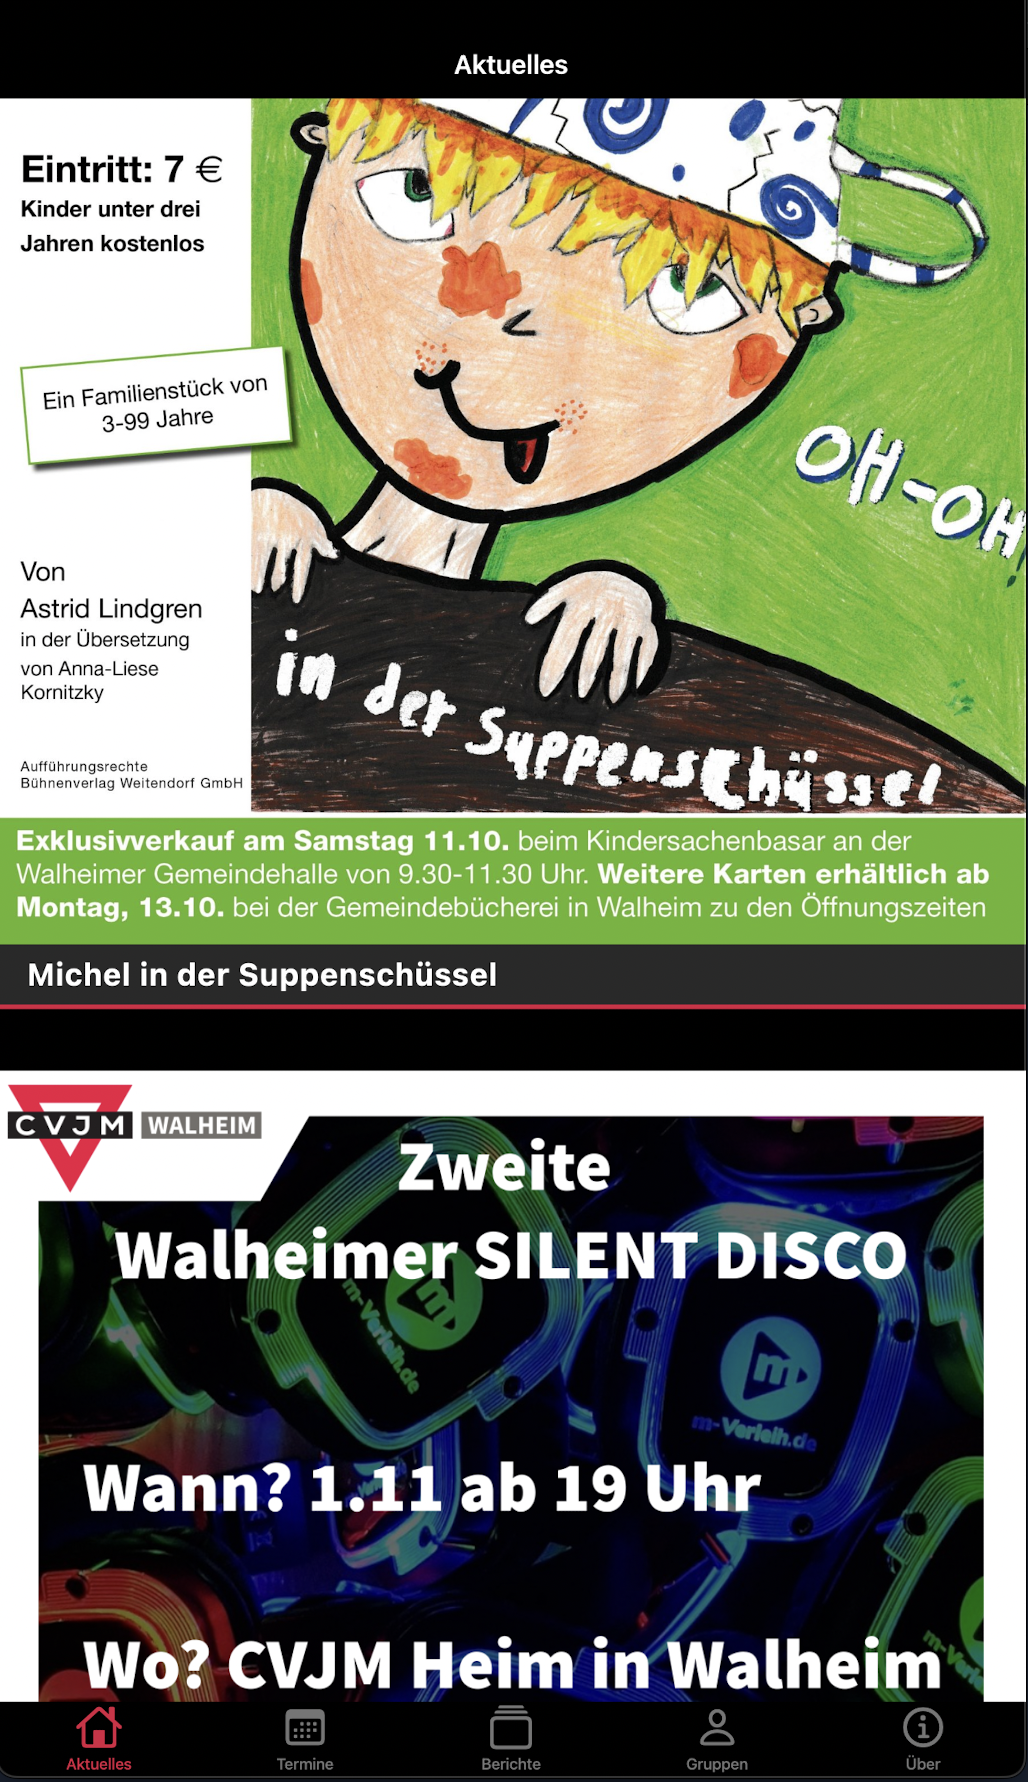 Aktuelles
Eintritt: 7 €
Kinder unter drei
Jahren kostenlos
Ein Familienstück von
3-99 Jahre
OH-OH!
Von
Astrid Lindgren
in der Übersetzung
von Anna-Liese
Kornitzky
in der Suppenschüssel
Aufführungsrechte
Bühnenverlag Weitendorf GmbH
Exklusivverkauf am Samstag 11.10. beim Kindersachenbasar an der
Walheimer Gemeindehalle von 9.30-11.30 Uhr. Weitere Karten erhältlich ab
Montag, 13.10. bei der Gemeindebücherei in Walheim zu den Öffnungszeiten
Michel in der Suppenschüssel
CVJM WALHEIM
Zweite
Walheimer SILENT DISCO
m-Verleih.de
m-Verleih.de
Wann? 1.11 ab 19 Uhr
Wo? CVJM Heim in Walheim
Aktuelles
Termine
Berichte
Gruppen
Über